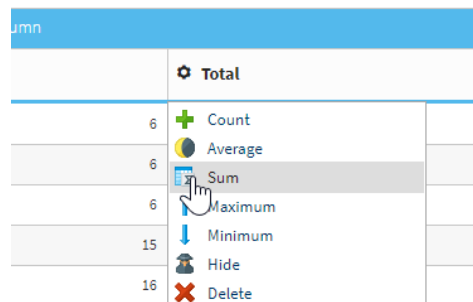 umn
Total
6
Count
6
Average
Sum
6
Maximum
15
Minimum
Hide
16
Delete